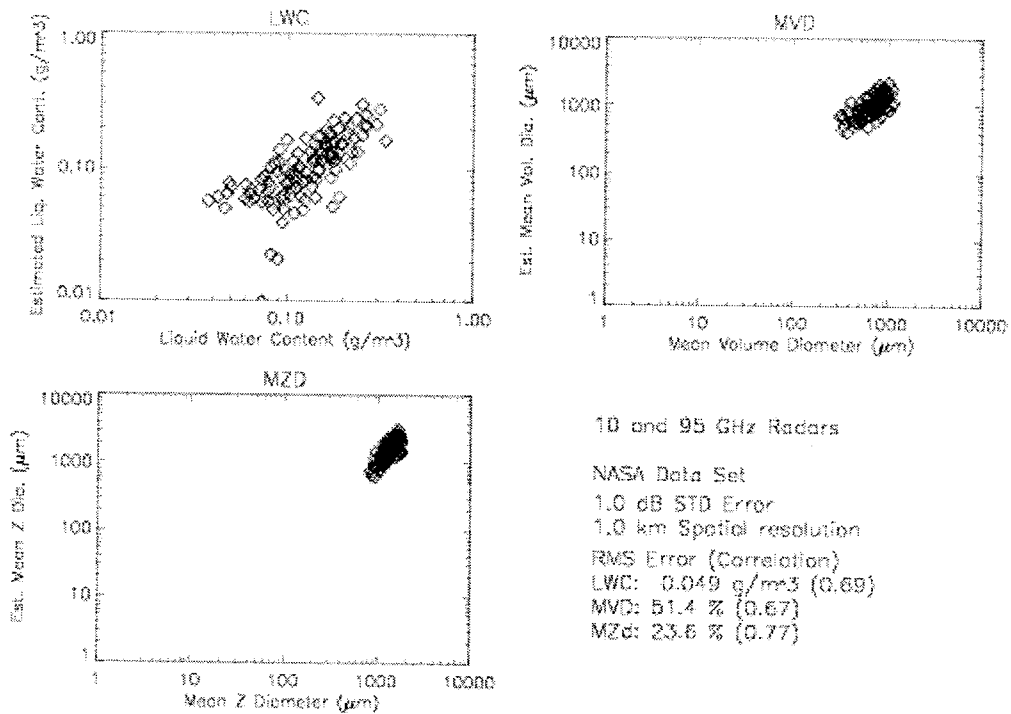 LWC
Estimated Liq. Water Cont. (g/m^3)
1.00
0.10
0.01
0.01 0.10 1.00
Liquid Water Content (g/m^3)
MVD
Est. Mean Vol. Dia. (μm)
10000
1000
100
10
1
1 10 100 1000 10000
Mean Volume Diameter (μm)
MZD
Est. Mean Z Dia. (μm)
10000
1000
100
10
1
1 10 100 1000 10000
Mean Z Diameter (μm)
10 and 95 GHz Radars
NASA Data Set
1.0 dB STD Error
1.0 km Spatial resolution
RMS Error (Correlation)
LWC: 0.049 g/m^3 (0.69)
MVD: 51.4 % (0.67)
MZd: 23.6 % (0.77)